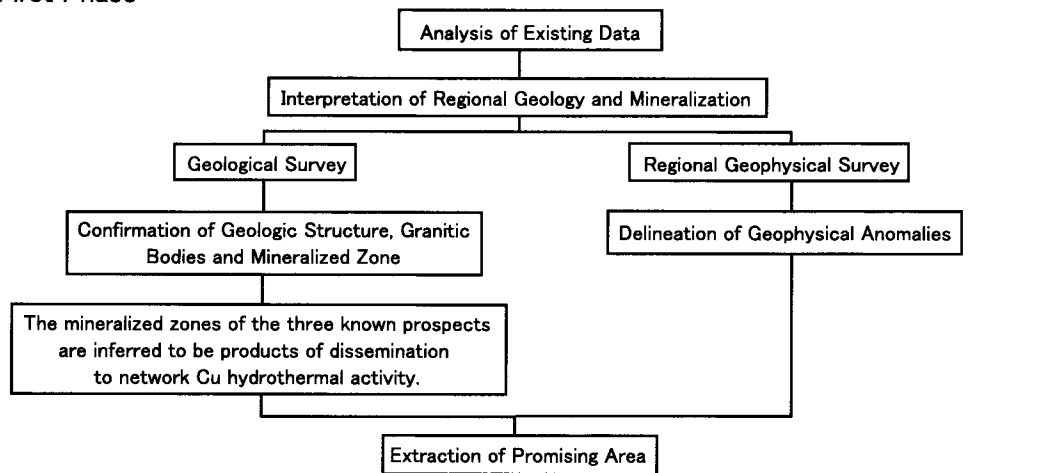 First Phase
Analysis of Existing Data
Interpretation of Regional Geology and Mineralization
Geological Survey
Regional Geophysical Survey
Confirmation of Geologic Structure, Granitic
Bodies and Mineralized Zone
Delineation of Geophysical Anomalies
The mineralized zones of the three known prospects
are inferred to be products of dissemination
to network Cu hydrothermal activity.
Extraction of Promising Area